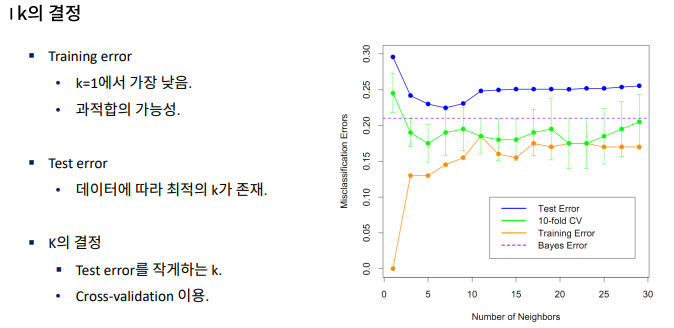 k의 결정
Training error
k=1에서 가장 낮음.
과적합의 가능성.
Test error
데이터에 따라 최적의 k가 존재.
K의 결정
Test error를 작게하는 k.
Cross-validation 이용.
Misclassification Errors
0.30
0.25
0.20
0.15
0.10
0.05
0.0
Test Error
10-fold CV
Training Error
Bayes Error
0 5 10 15 20 25 30
Number of Neighbors